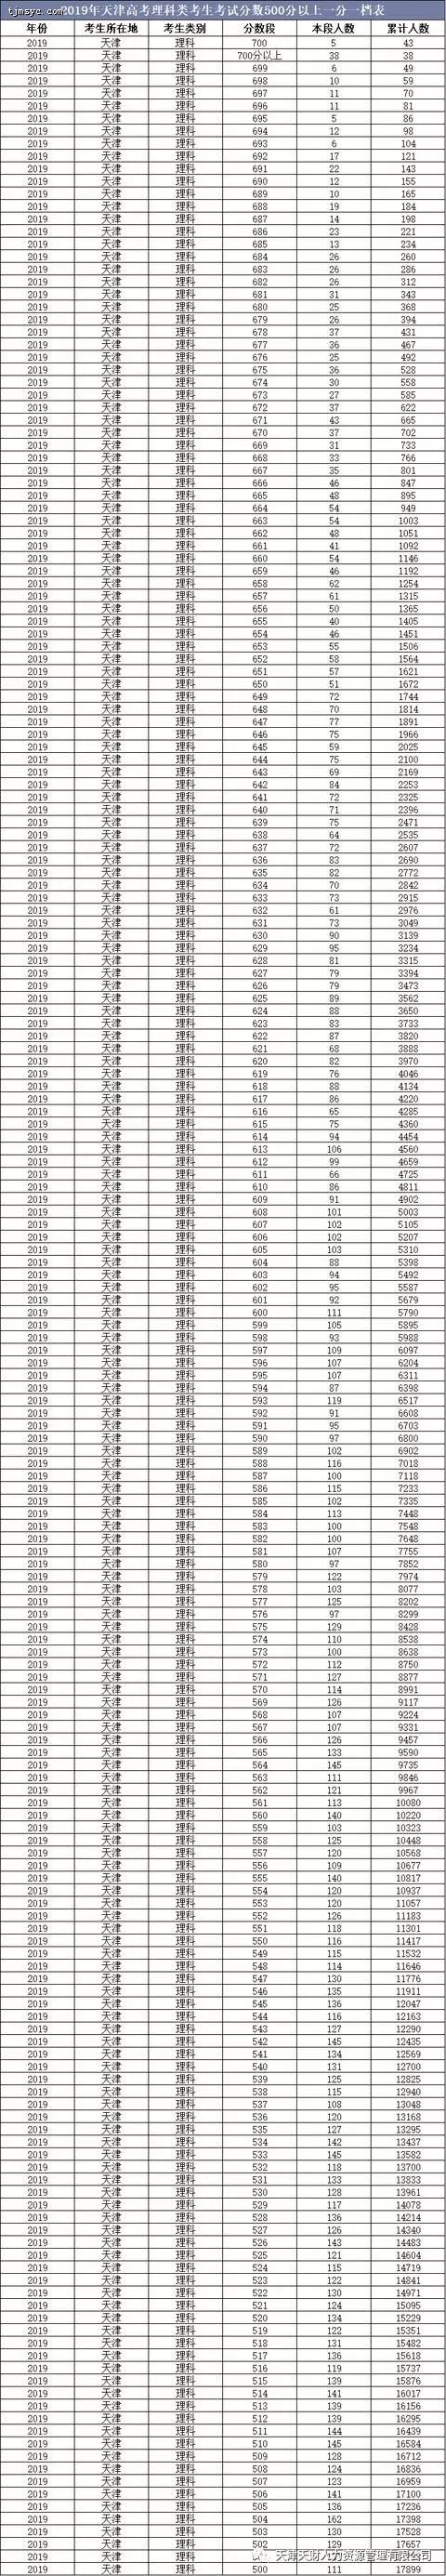 tjmsyz.com 2019年天津高考理科类考生考试分数500分以上一分一档表
年份 考生所在地 考生类别 分数段 本段人数 累计人数
2019 天津 理科 700 5 43
2019 天津 理科 700分以上 38 38
2019 天津 理科 699 6 49
2019 天津 理科 698 10 59
2019 天津 理科 697 11 70
2019 天津 理科 696 11 81
2019 天津 理科 695 5 86
2019 天津 理科 694 12 98
2019 天津 理科 693 6 104
2019 天津 理科 692 17 121
2019 天津 理科 691 22 143
2019 天津 理科 690 12 155
2019 天津 理科 689 10 165
2019 天津 理科 688 19 184
2019 天津 理科 687 14 198
2019 天津 理科 686 23 221
2019 天津 理科 685 13 234
2019 天津 理科 684 26 260
2019 天津 理科 683 26 286
2019 天津 理科 682 26 312
2019 天津 理科 681 31 343
2019 天津 理科 680 25 368
2019 天津 理科 679 26 394
2019 天津 理科 678 37 431
2019 天津 理科 677 36 467
2019 天津 理科 676 25 492
2019 天津 理科 675 36 528
2019 天津 理科 674 30 558
2019 天津 理科 673 27 585
2019 天津 理科 672 37 622
2019 天津 理科 671 43 665
2019 天津 理科 670 37 702
2019 天津 理科 669 31 733
2019 天津 理科 668 33 766
2019 天津 理科 667 35 801
2019 天津 理科 666 46 847
2019 天津 理科 665 48 895
2019 天津 理科 664 54 949
2019 天津 理科 663 54 1003
2019 天津 理科 662 48 1051
2019 天津 理科 661 41 1092
2019 天津 理科 660 54 1146
2019 天津 理科 659 46 1192
2019 天津 理科 658 62 1254
2019 天津 理科 657 61 1315
2019 天津 理科 656 50 1365
2019 天津 理科 655 40 1405
2019 天津 理科 654 46 1451
2019 天津 理科 653 55 1506
2019 天津 理科 652 58 1564
2019 天津 理科 651 57 1621
2019 天津 理科 650 51 1672
2019 天津 理科 649 72 1744
2019 天津 理科 648 70 1814
2019 天津 理科 647 77 1891
2019 天津 理科 646 75 1966
2019 天津 理科 645 59 2025
2019 天津 理科 644 75 2100
2019 天津 理科 643 69 2169
2019 天津 理科 642 84 2253
2019 天津 理科 641 72 2325
2019 天津 理科 640 71 2396
2019 天津 理科 639 75 2471
2019 天津 理科 638 64 2535
2019 天津 理科 637 72 2607
2019 天津 理科 636 83 2690
2019 天津 理科 635 82 2772
2019 天津 理科 634 70 2842
2019 天津 理科 633 73 2915
2019 天津 理科 632 61 2976
2019 天津 理科 631 73 3049
2019 天津 理科 630 90 3139
2019 天津 理科 629 95 3234
2019 天津 理科 628 81 3315
2019 天津 理科 627 79 3394
2019 天津 理科 626 79 3473
2019 天津 理科 625 89 3562
2019 天津 理科 624 88 3650
2019 天津 理科 623 83 3733
2019 天津 理科 622 87 3820
2019 天津 理科 621 68 3888
2019 天津 理科 620 82 3970
2019 天津 理科 619 76 4046
2019 天津 理科 618 88 4134
2019 天津 理科 617 86 4220
2019 天津 理科 616 65 4285
2019 天津 理科 615 75 4360
2019 天津 理科 614 94 4454
2019 天津 理科 613 106 4560
2019 天津 理科 612 99 4659
2019 天津 理科 611 66 4725
2019 天津 理科 610 86 4811
2019 天津 理科 609 91 4902
2019 天津 理科 608 101 5003
2019 天津 理科 607 102 5105
2019 天津 理科 606 102 5207
2019 天津 理科 605 103 5310
2019 天津 理科 604 88 5398
2019 天津 理科 603 94 5492
2019 天津 理科 602 95 5587
2019 天津 理科 601 92 5679
2019 天津 理科 600 111 5790
2019 天津 理科 599 105 5895
2019 天津 理科 598 93 5988
2019 天津 理科 597 109 6097
2019 天津 理科 596 107 6204
2019 天津 理科 595 107 6311
2019 天津 理科 594 87 6398
2019 天津 理科 593 119 6517
2019 天津 理科 592 91 6608
2019 天津 理科 591 95 6703
2019 天津 理科 590 97 6800
2019 天津 理科 589 102 6902
2019 天津 理科 588 116 7018
2019 天津 理科 587 100 7118
2019 天津 理科 586 115 7233
2019 天津 理科 585 102 7335
2019 天津 理科 584 113 7448
2019 天津 理科 583 100 7548
2019 天津 理科 582 100 7648
2019 天津 理科 581 107 7755
2019 天津 理科 580 97 7852
2019 天津 理科 579 122 7974
2019 天津 理科 578 103 8077
2019 天津 理科 577 125 8202
2019 天津 理科 576 97 8299
2019 天津 理科 575 129 8428
2019 天津 理科 574 110 8538
2019 天津 理科 573 100 8638
2019 天津 理科 572 112 8750
2019 天津 理科 571 127 8877
2019 天津 理科 570 114 8991
2019 天津 理科 569 126 9117
2019 天津 理科 568 107 9224
2019 天津 理科 567 107 9331
2019 天津 理科 566 126 9457
2019 天津 理科 565 133 9590
2019 天津 理科 564 145 9735
2019 天津 理科 563 111 9846
2019 天津 理科 562 121 9967
2019 天津 理科 561 113 10080
2019 天津 理科 560 140 10220
2019 天津 理科 559 103 10323
2019 天津 理科 558 125 10448
2019 天津 理科 557 120 10568
2019 天津 理科 556 109 10677
2019 天津 理科 555 140 10817
2019 天津 理科 554 120 10937
2019 天津 理科 553 120 11057
2019 天津 理科 552 126 11183
2019 天津 理科 551 118 11301
2019 天津 理科 550 116 11417
2019 天津 理科 549 115 11532
2019 天津 理科 548 114 11646
2019 天津 理科 547 130 11776
2019 天津 理科 546 135 11911
2019 天津 理科 545 136 12047
2019 天津 理科 544 116 12163
2019 天津 理科 543 127 12290
2019 天津 理科 542 145 12435
2019 天津 理科 541 134 12569
2019 天津 理科 540 131 12700
2019 天津 理科 539 125 12825
2019 天津 理科 538 115 12940
2019 天津 理科 537 108 13048
2019 天津 理科 536 120 13168
2019 天津 理科 535 127 13295
2019 天津 理科 534 142 13437
2019 天津 理科 533 145 13582
2019 天津 理科 532 118 13700
2019 天津 理科 531 133 13833
2019 天津 理科 530 128 13961
2019 天津 理科 529 117 14078
2019 天津 理科 528 136 14214
2019 天津 理科 527 126 14340
2019 天津 理科 526 143 14483
2019 天津 理科 525 121 14604
2019 天津 理科 524 115 14719
2019 天津 理科 523 122 14841
2019 天津 理科 522 130 14971
2019 天津 理科 521 124 15095
2019 天津 理科 520 134 15229
2019 天津 理科 519 122 15351
2019 天津 理科 518 131 15482
2019 天津 理科 517 136 15618
2019 天津 理科 516 119 15737
2019 天津 理科 515 139 15876
2019 天津 理科 514 141 16017
2019 天津 理科 513 139 16156
2019 天津 理科 512 139 16295
2019 天津 理科 511 144 16439
2019 天津 理科 510 145 16584
2019 天津 理科 509 128 16712
2019 天津 理科 508 124 16836
2019 天津 理科 507 123 16959
2019 天津 理科 506 141 17100
2019 天津 理科 505 136 17236
2019 天津 理科 504 162 17398
2019 天津 理科 503 130 17528
2019 天津 理科 502 129 17657
2019 天津 天津天财人力资源管理有限公司
2019 天津 理科 500 111 17899